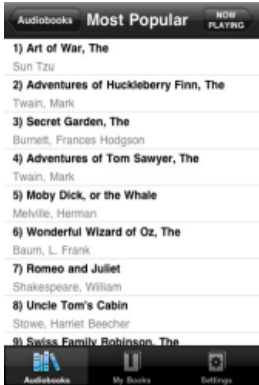 Audiobooks
Most Popular
NOW
PLAYING
1) Art of War, The
Sun Tzu
2) Adventures of Huckleberry Finn, The
Twain, Mark
3) Secret Garden, The
Burnett, Frances Hodgson
4) Adventures of Tom Sawyer, The
Twain, Mark
5) Moby Dick, or the Whale
Melville, Herman
6) Wonderful Wizard of Oz, The
Baum, L. Frank
7) Romeo and Juliet
Shakespeare, William
8) Uncle Tom's Cabin
Stowe, Harriet Beecher
9) Swiss Family Robinson, The
Audiobooks
My Books
Settings